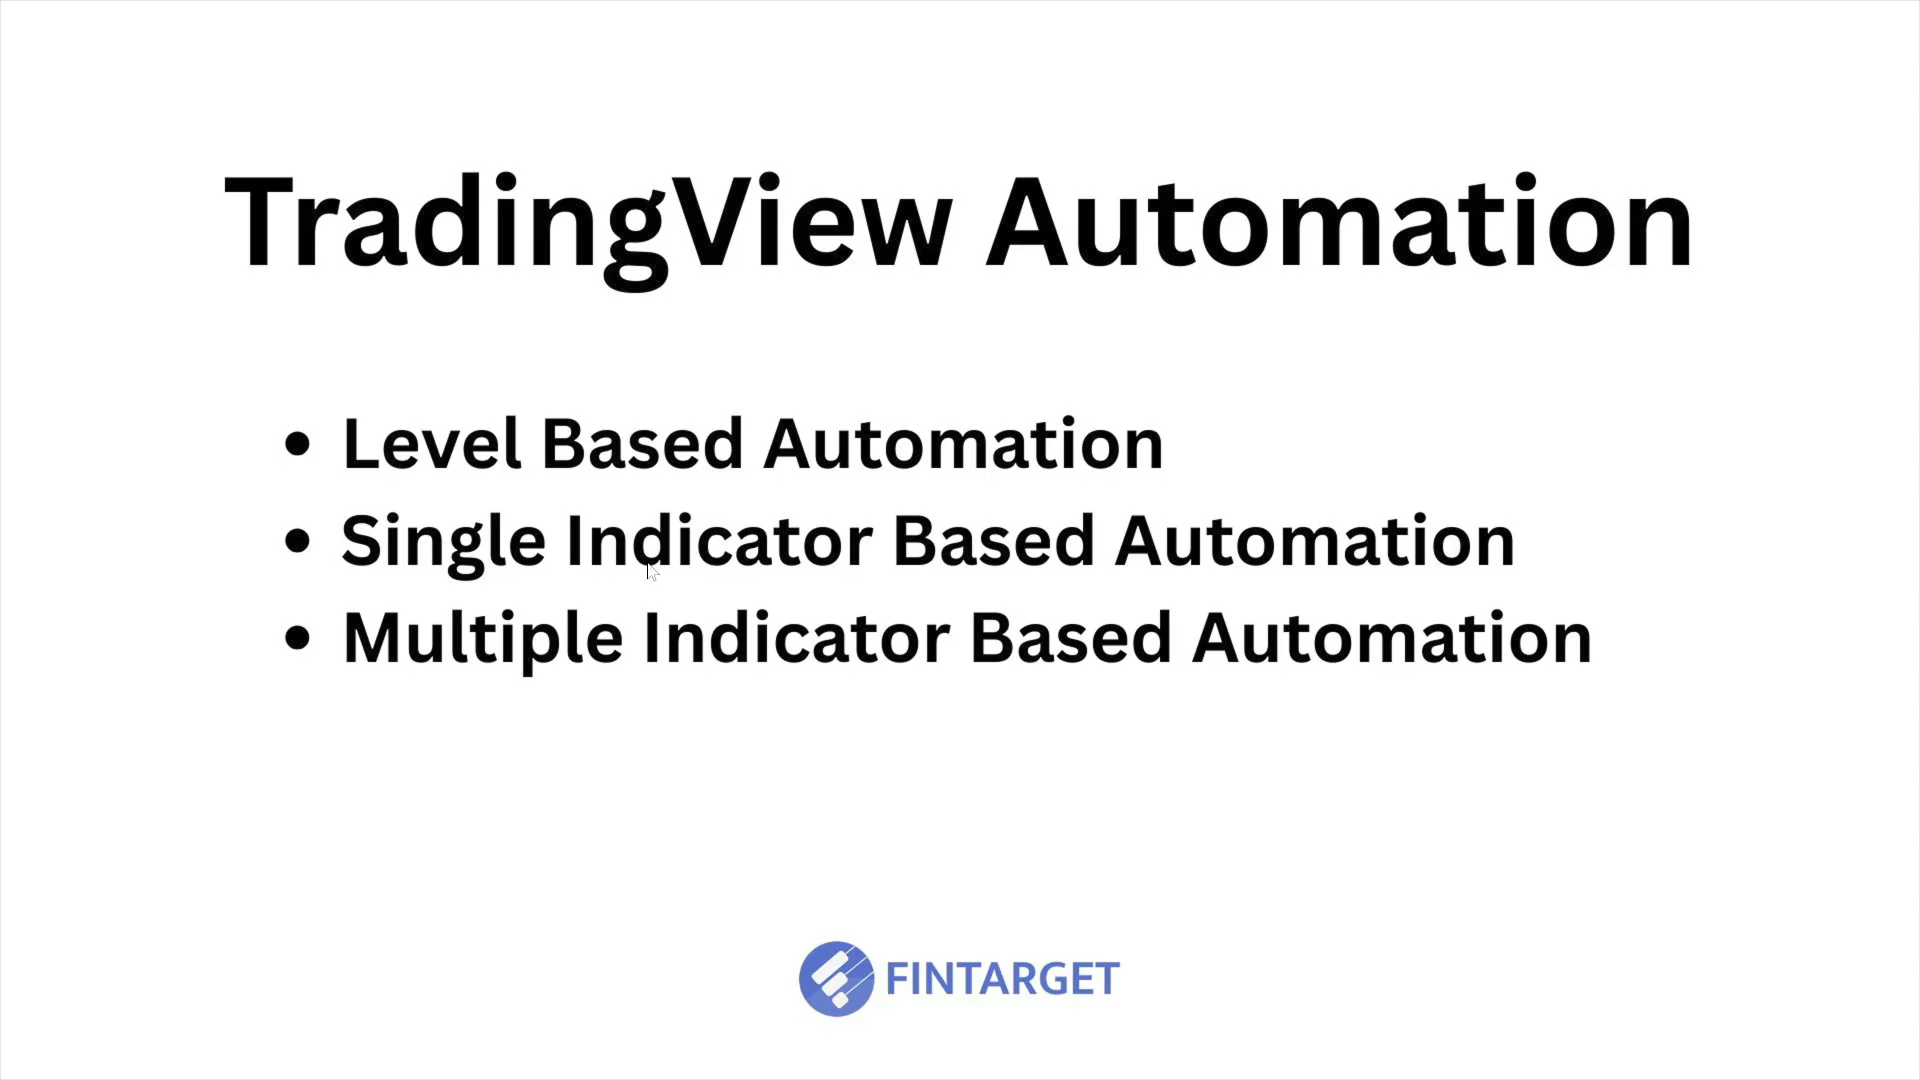 TradingView Automation
• Level Based Automation
• Single Indicator Based Automation
• Multiple Indicator Based Automation
FINTARGET